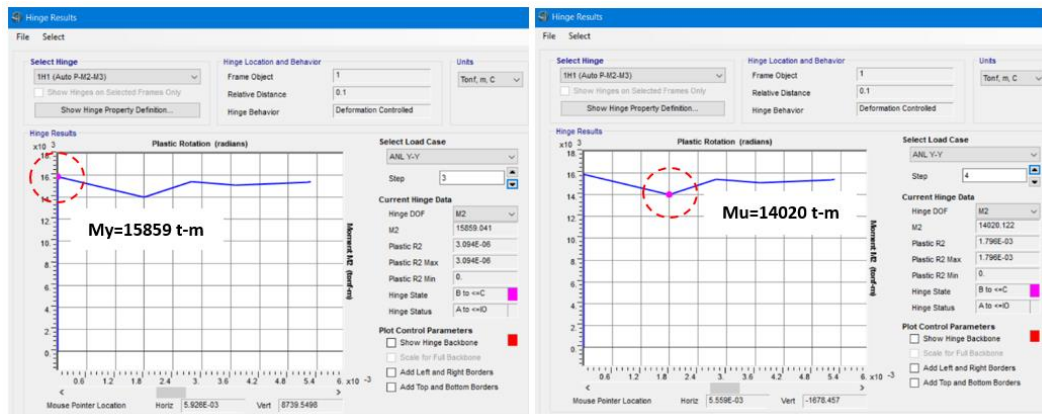 Hinge Results
File Select
Select Hinge
1H1 (Auto P-M2-M3)
Show Hinges on Selected Frames Only
Show Hinge Property Definition...
Hinge Location and Behavior
Frame Object 1
Relative Distance 0.1
Hinge Behavior Deformation Controlled
Units
Tonf, m, C
Hinge Results
x10 3
Plastic Rotation (radians)
18.
16.
14.
12.
10.
8.
6.
4.
2.
0.
My=15859 t-m
Moment M2 (tonf-m)
0.6 1.2 1.8 2.4 3. 3.6 4.2 4.8 5.4 6. x10 -3
< >
Mouse Pointer Location Horiz 5.926E-03 Vert 8739.5498
Select Load Case
ANL Y-Y
Step 3
Current Hinge Data
Hinge DOF M2
M2 15859.041
Plastic R2 3.094E-06
Plastic R2 Max 3.094E-06
Plastic R2 Min 0.
Hinge State B to <=C
Hinge Status A to <=IO
Plot Control Parameters
Show Hinge Backbone
Scale for Full Backbone
Add Left and Right Borders
Add Top and Bottom Borders
Hinge Results
File Select
Select Hinge
1H1 (Auto P-M2-M3)
Show Hinges on Selected Frames Only
Show Hinge Property Definition...
Hinge Location and Behavior
Frame Object 1
Relative Distance 0.1
Hinge Behavior Deformation Controlled
Units
Tonf, m, C
Hinge Results
x10 3
Plastic Rotation (radians)
18.
16.
14.
12.
10.
8.
6.
4.
2.
0.
Mu=14020 t-m
Moment M2 (tonf-m)
0.6 1.2 1.8 2.4 3. 3.6 4.2 4.8 5.4 6. x10 -3
< >
Mouse Pointer Location Horiz 5.559E-03 Vert -1678.457
Select Load Case
ANL Y-Y
Step 4
Current Hinge Data
Hinge DOF M2
M2 14020.122
Plastic R2 1.796E-03
Plastic R2 Max 1.796E-03
Plastic R2 Min 0.
Hinge State B to <=C
Hinge Status A to <=IO
Plot Control Parameters
Show Hinge Backbone
Scale for Full Backbone
Add Left and Right Borders
Add Top and Bottom Borders